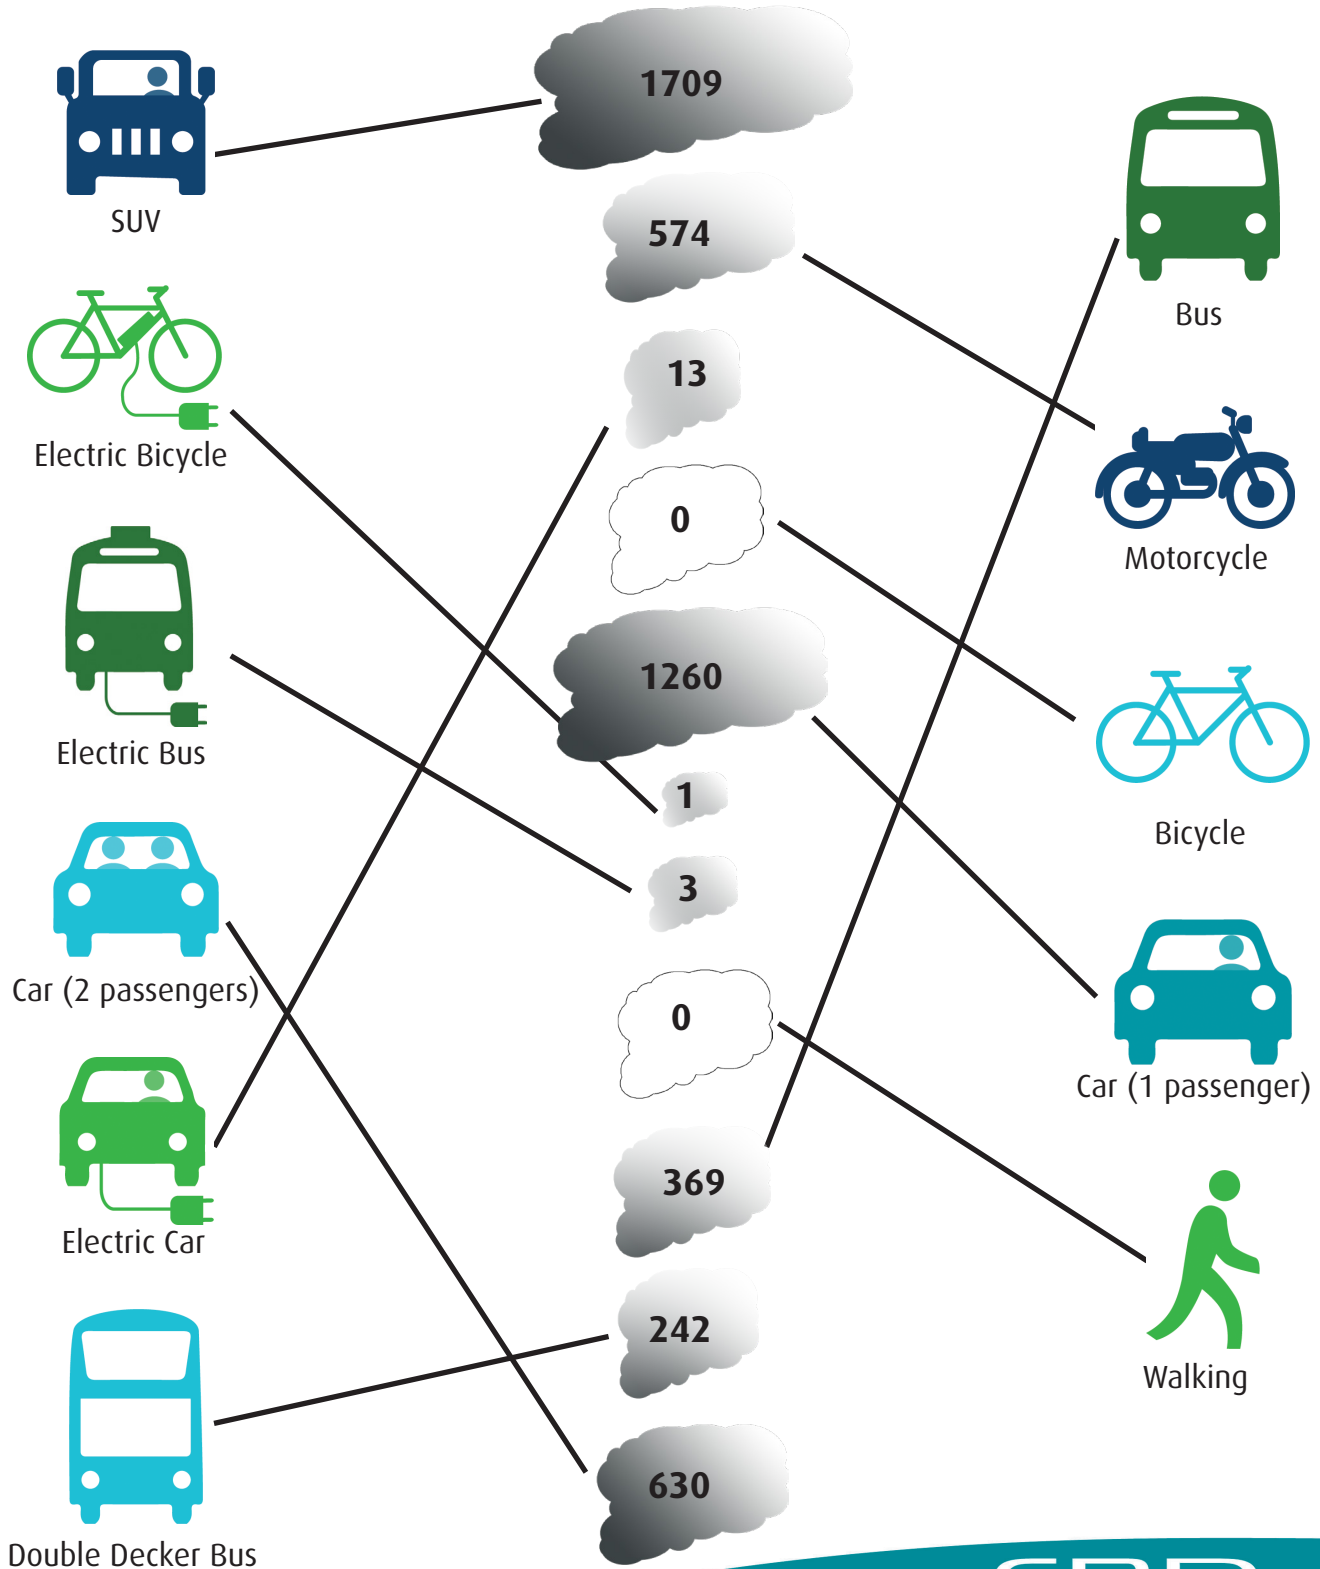 1709
SUV
574
Bus
13
Electric Bicycle
0
Motorcycle
1260
Electric Bus
1
Bicycle
3
Car (2 passengers)
0
Car (1 passenger)
369
Electric Car
242
Walking
630
Double Decker Bus